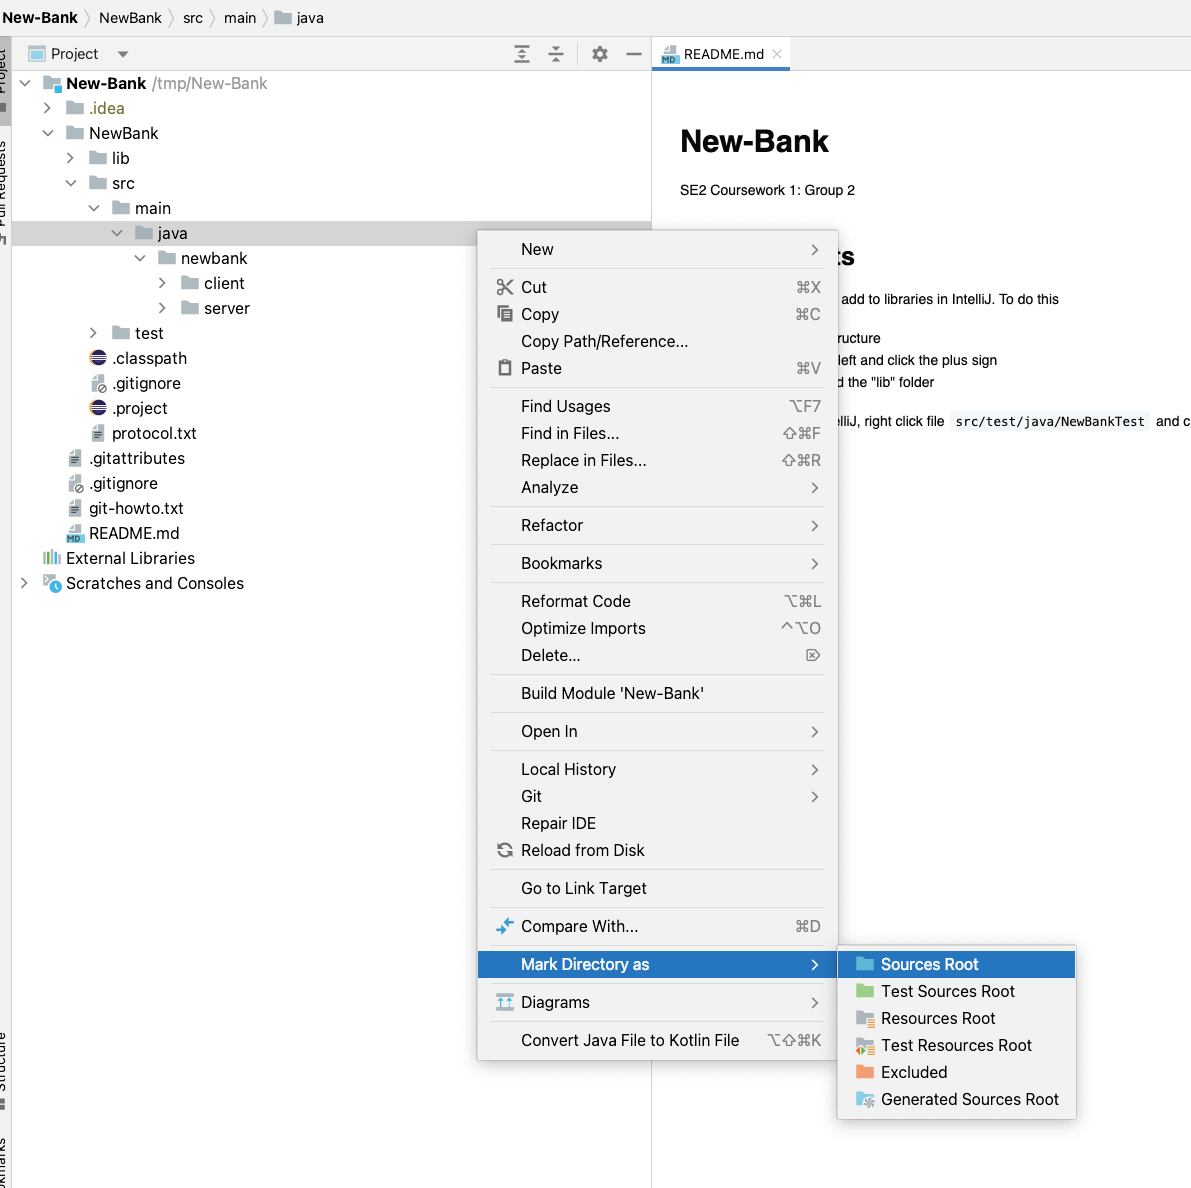 New-Bank NewBank src main java
Project
Project
README.md
New-Bank /tmp/New-Bank
.idea
NewBank
lib
src
main
java
newbank
client
server
test
.classpath
.gitignore
.project
protocol.txt
.gitattributes
.gitignore
git-howto.txt
README.md
External Libraries
Scratches and Consoles
Pull Requests
Structure
New-Bank
SE2 Coursework 1: Group 2
ts
add to libraries in IntelliJ. To do this
ructure
left and click the plus sign
d the "lib" folder
elliJ, right click file src/test/java/NewBankTest and c
New
Cut ⌘X
Copy ⌘C
Copy Path/Reference...
Paste ⌘V
Find Usages ⌥F7
Find in Files... ⇧⌘F
Replace in Files... ⇧⌘R
Analyze
Refactor
Bookmarks
Reformat Code ⌥⌘L
Optimize Imports ^⌥O
Delete... ⌦
Build Module 'New-Bank'
Open In
Local History
Git
Repair IDE
Reload from Disk
Go to Link Target
Compare With... ⌘D
Mark Directory as
Diagrams
Convert Java File to Kotlin File ⌥⇧⌘K
Sources Root
Test Sources Root
Resources Root
Test Resources Root
Excluded
Generated Sources Root